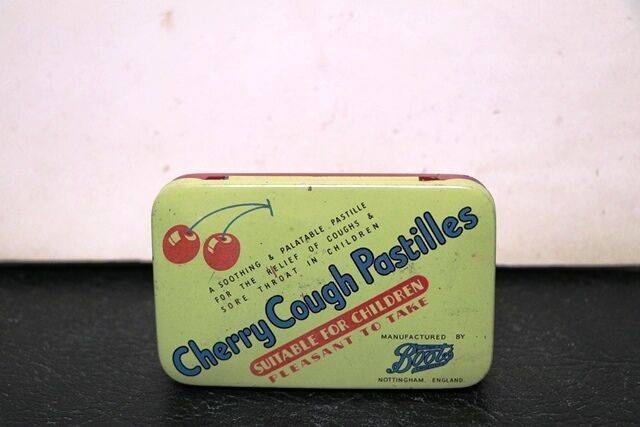 A SOOTHING & PALATABLE PASTILLE
FOR THE RELIEF OF COUGHS &
SORE THROAT IN CHILDREN
Cherry Cough Pastilles
SUITABLE FOR CHILDREN
PLEASANT TO TAKE
MANUFACTURED BY
Boots
NOTTINGHAM. ENGLAND.